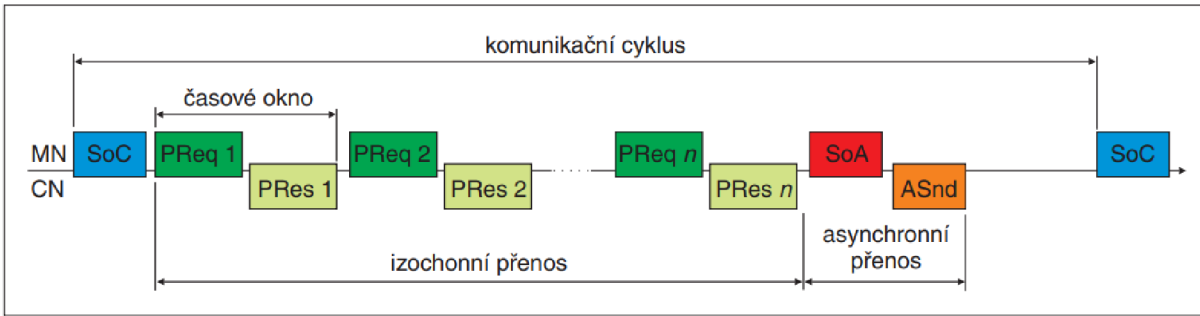 komunikační cyklus
časové okno
MN SoC PReq 1 PReq 2 PReq n SoA SoC
CN PRes 1 PRes 2 PRes n ASnd
izochonní přenos
asynchronní
přenos